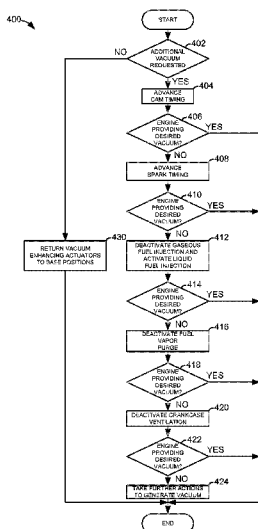 400
START
402
ADDITIONAL
VACUUM
REQUESTED
NO
YES
404
ADVANCE
CAM TIMING
406
ENGINE
PROVIDING
DESIRED
VACUUM?
YES
NO
408
ADVANCE
SPARK TIMING
410
ENGINE
PROVIDING
DESIRED
VACUUM?
YES
NO
412
DEACTIVATE GASEOUS
FUEL INJECTION AND
ACTIVATE LIQUID
FUEL INJECTION
430
RETURN VACUUM
ENHANCING ACTUATORS
TO BASE POSITIONS
414
ENGINE
PROVIDING
DESIRED
VACUUM?
YES
NO
416
DEACTIVATE FUEL
VAPOR
PURGE
418
ENGINE
PROVIDING
DESIRED
VACUUM?
YES
NO
420
DEACTIVATE CRANKCASE
VENTILATION
422
ENGINE
PROVIDING
DESIRED
VACUUM?
YES
NO
424
TAKE FURTHER ACTIONS
TO GENERATE VACUUM
END